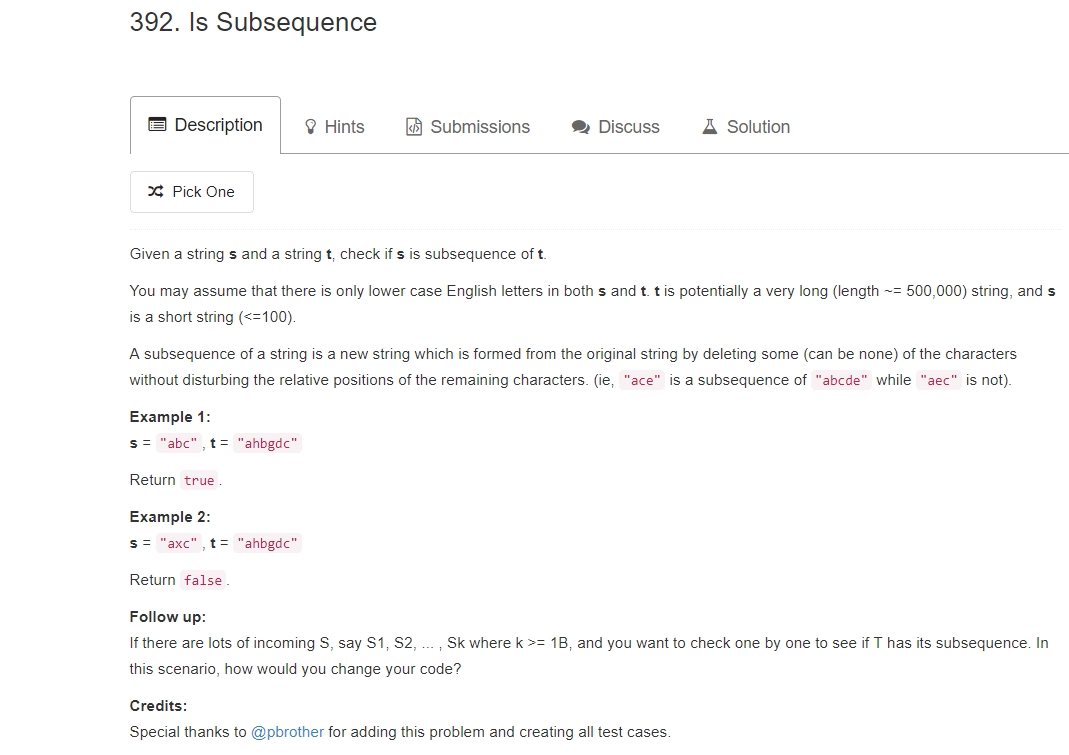 392. Is Subsequence
Description
Hints
Submissions
Discuss
Solution
Pick One
Given a string s and a string t, check if s is subsequence of t.
You may assume that there is only lower case English letters in both s and t. t is potentially a very long (length ~= 500,000) string, and s
is a short string (<=100).
A subsequence of a string is a new string which is formed from the original string by deleting some (can be none) of the characters
without disturbing the relative positions of the remaining characters. (ie, "ace" is a subsequence of "abcde" while "aec" is not).
Example 1:
s = "abc", t = "ahbgdc"
Return true.
Example 2:
s = "axc", t = "ahbgdc"
Return false.
Follow up:
If there are lots of incoming S, say S1, S2, ... , Sk where k >= 1B, and you want to check one by one to see if T has its subsequence. In
this scenario, how would you change your code?
Credits:
Special thanks to @pbrother for adding this problem and creating all test cases.